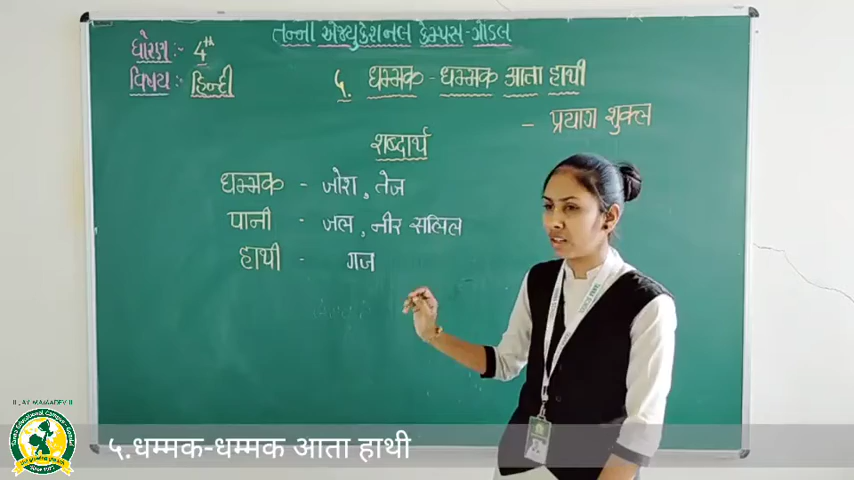 તન્ના એજ્યુકેશનલ કેમ્પસ-ગોંડલ
ધોરણ :- 4th
વિષય :- हिन्दी
५. धम्मक - धम्मक आता हाथी
- प्रयाग शुक्ल
शब्दार्थ
धम्मक - जोरा, तेज
पानी - जल, नीर सलिल
हाथी - गज
५.धम्मक-धम्मक आता हाथी